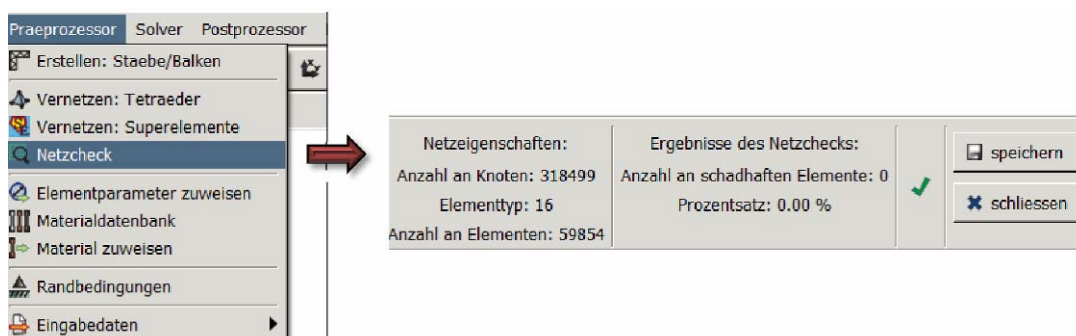 Praeprozessor Solver Postprozessor
Erstellen: Staebe/Balken
Vernetzen: Tetraeder
Vernetzen: Superelemente
Netzcheck
Elementparameter zuweisen
Materialdatenbank
Material zuweisen
Randbedingungen
Eingabedaten
Netzeigenschaften:
Anzahl an Knoten: 318499
Elementtyp: 16
Anzahl an Elementen: 59854
Ergebnisse des Netzchecks:
Anzahl an schadhaften Elemente: 0
Prozentsatz: 0.00 %
speichern
schliessen